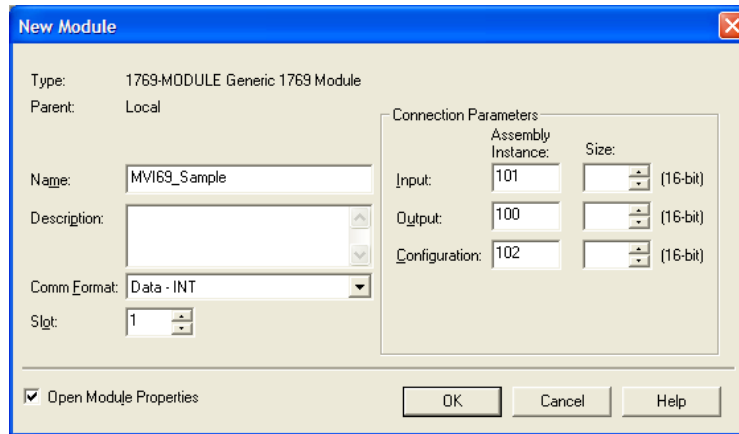 New Module
Type: 1769-MODULE Generic 1769 Module
Parent: Local
Connection Parameters
Assembly Instance: Size:
Name: MVI69_Sample
Input: 101 (16-bit)
Description:
Output: 100 (16-bit)
Configuration: 102 (16-bit)
Comm Format: Data - INT
Slot: 1
Open Module Properties
OK Cancel Help